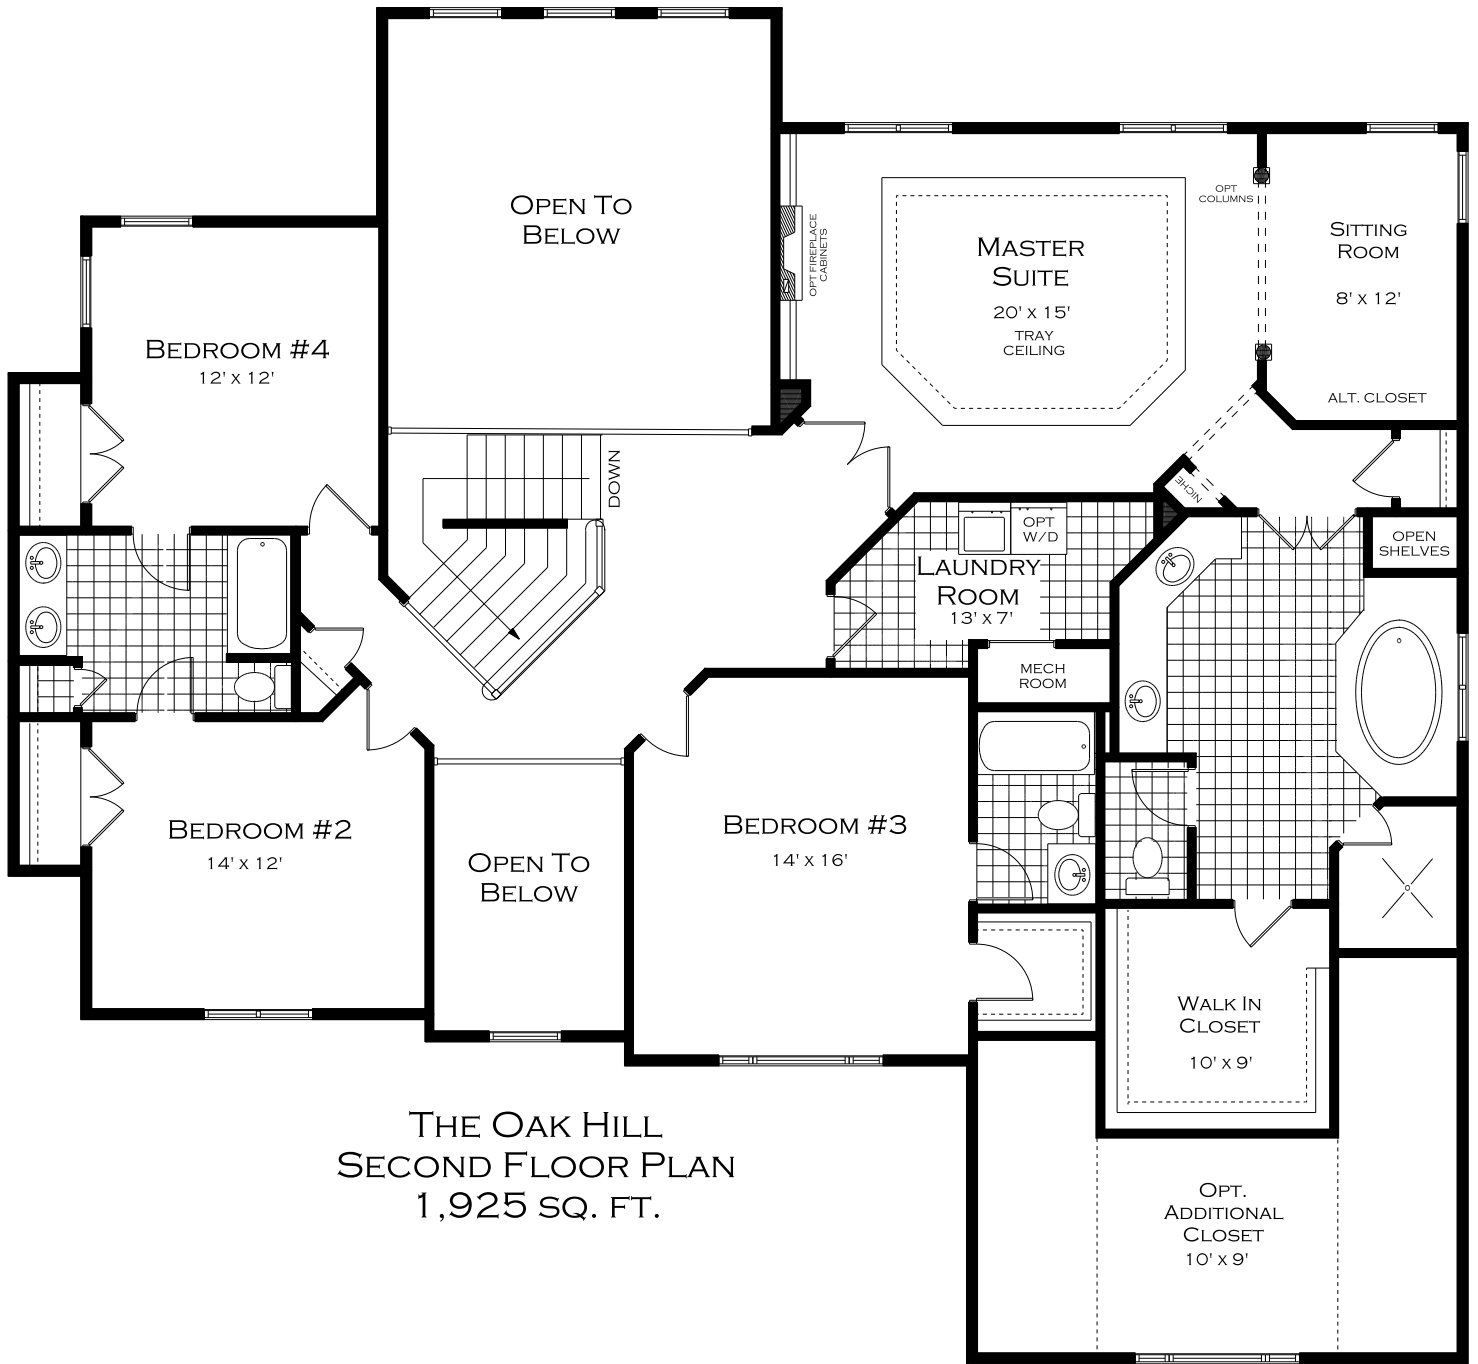 OPEN TO
BELOW
OPT
COLUMNS
OPT FIREPLACE
CABINETS
MASTER
SUITE
20' x 15'
TRAY
CEILING
SITTING
ROOM
8' x 12'
ALT. CLOSET
BEDROOM #4
12' x 12'
DOWN
NICHE
OPT
W/D
LAUNDRY
ROOM
13' x 7'
OPEN
SHELVES
MECH
ROOM
BEDROOM #2
14' x 12'
OPEN TO
BELOW
BEDROOM #3
14' x 16'
WALK IN
CLOSET
10' x 9'
THE OAK HILL
SECOND FLOOR PLAN
1,925 SQ. FT.
OPT.
ADDITIONAL
CLOSET
10' x 9'